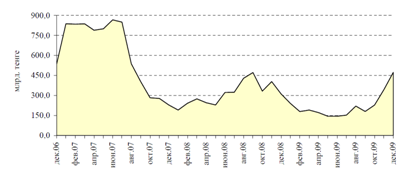 900.0
750.0
600.0
450.0
300.0
150.0
0.0
млрд. тенге
дек.06
фев.07
апр.07
июн.07
авг.07
окт.07
дек.07
фев.08
апр.08
июн.08
авг.08
окт.08
дек.08
фев.09
апр.09
июн.09
авг.09
окт.09
дек.09